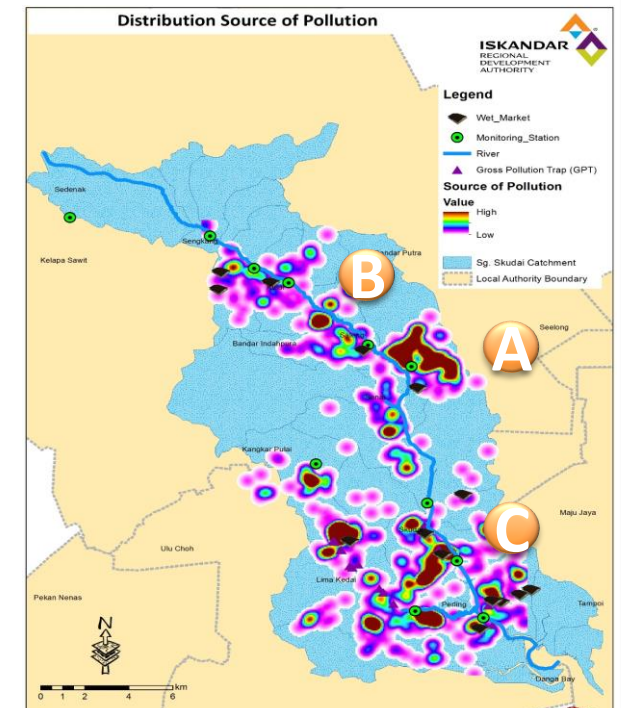 Distribution Source of Pollution
ISKANDAR
REGIONAL
DEVELOPMENT
AUTHORITY
Legend
Wet_Market
Monitoring_Station
River
Gross Pollution Trap (GPT)
Source of Pollution
Value
High
Low
Sg. Skudai Catchment
Local Authority Boundary
Sedenak
Sengkang
Kelapa Sawit
B
Putra
Seelong
A
Bandar Indahpura
Kangkar Pulai
C
Maju Jaya
Ulu Choh
Lima Kedai
Pekan Nenas
Tampoi
N
Danga Bay
0 1 2 4 6 km